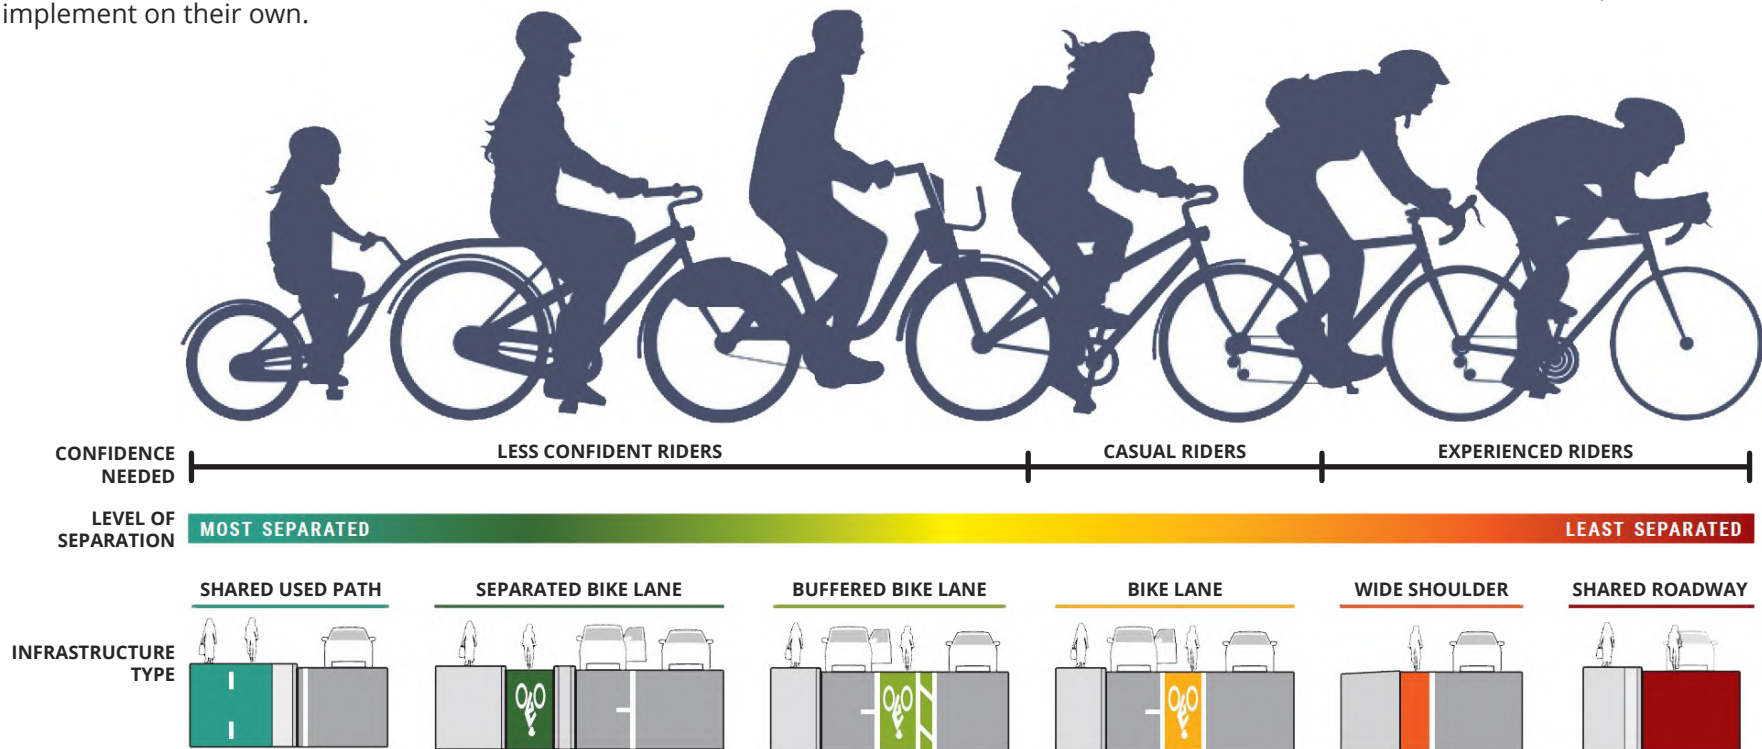 implement on their own.
CONFIDENCE
NEEDED
LESS CONFIDENT RIDERS
CASUAL RIDERS
EXPERIENCED RIDERS
LEVEL OF
SEPARATION
MOST SEPARATED
LEAST SEPARATED
SHARED USED PATH
SEPARATED BIKE LANE
BUFFERED BIKE LANE
BIKE LANE
WIDE SHOULDER
SHARED ROADWAY
INFRASTRUCTURE
TYPE